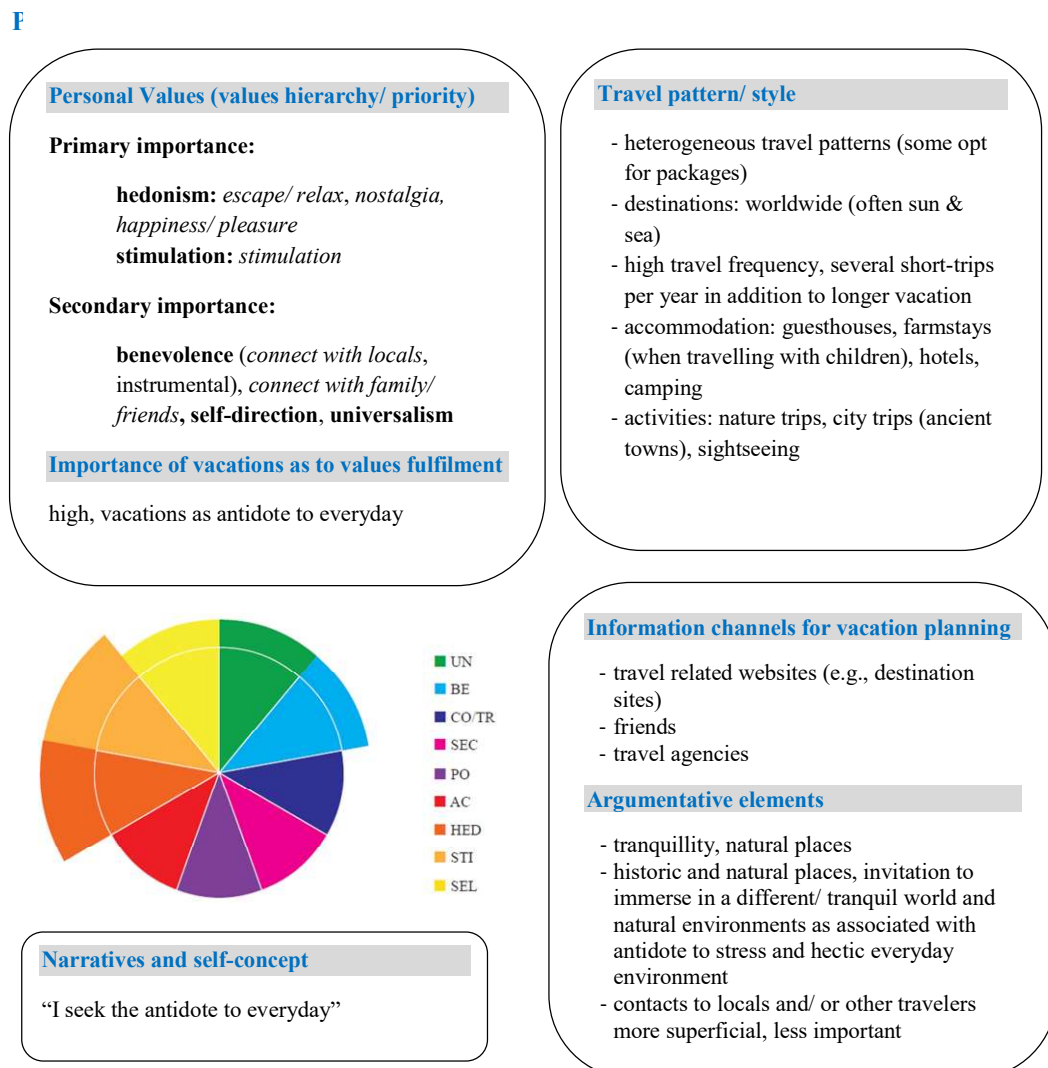 Personal Values (values hierarchy/ priority)
Primary importance:
hedonism: escape/ relax, nostalgia,
happiness/ pleasure
stimulation: stimulation
Secondary importance:
benevolence (connect with locals,
instrumental), connect with family/
friends, self-direction, universalism
Importance of vacations as to values fulfilment
high, vacations as antidote to everyday
Travel pattern/ style
- heterogeneous travel patterns (some opt
for packages)
- destinations: worldwide (often sun &
sea)
- high travel frequency, several short-trips
per year in addition to longer vacation
- accommodation: guesthouses, farmstays
(when travelling with children), hotels,
camping
- activities: nature trips, city trips (ancient
towns), sightseeing
UN
BE
CO/TR
SEC
PO
AC
HED
STI
SEL
Narratives and self-concept
“I seek the antidote to everyday”
Information channels for vacation planning
- travel related websites (e.g., destination
sites)
- friends
- travel agencies
Argumentative elements
- tranquillity, natural places
- historic and natural places, invitation to
immerse in a different/ tranquil world and
natural environments as associated with
antidote to stress and hectic everyday
environment
- contacts to locals and/ or other travelers
more superficial, less important